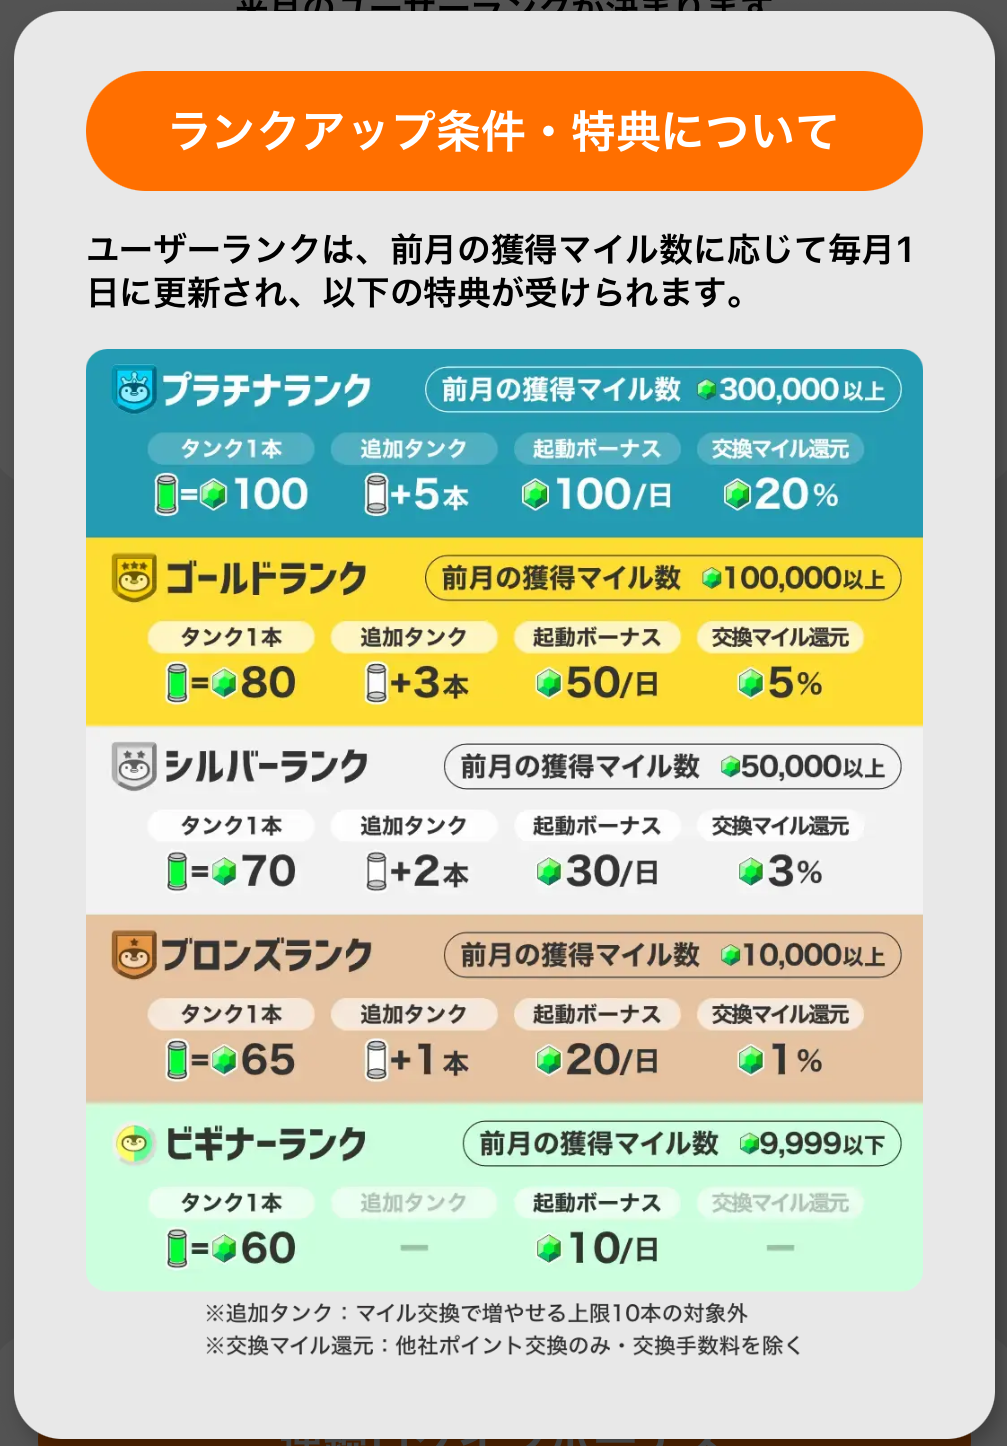 来月のユーザーランクが決まります
ランクアップ条件・特典について
ユーザーランクは、前月の獲得マイル数に応じて毎月1
日に更新され、以下の特典が受けられます。
プラチナランク 前月の獲得マイル数 300,000以上
タンク1本 追加タンク 起動ボーナス 交換マイル還元
=100 +5本 100/日 20%
ゴールドランク 前月の獲得マイル数 100,000以上
タンク1本 追加タンク 起動ボーナス 交換マイル還元
=80 +3本 50/日 5%
シルバーランク 前月の獲得マイル数 50,000以上
タンク1本 追加タンク 起動ボーナス 交換マイル還元
=70 +2本 30/日 3%
ブロンズランク 前月の獲得マイル数 10,000以上
タンク1本 追加タンク 起動ボーナス 交換マイル還元
=65 +1本 20/日 1%
ビギナーランク 前月の獲得マイル数 9,999以下
タンク1本 追加タンク 起動ボーナス 交換マイル還元
=60 ー 10/日 ー
※追加タンク：マイル交換で増やせる上限10本の対象外
※交換マイル還元：他社ポイント交換のみ・交換手数料を除く